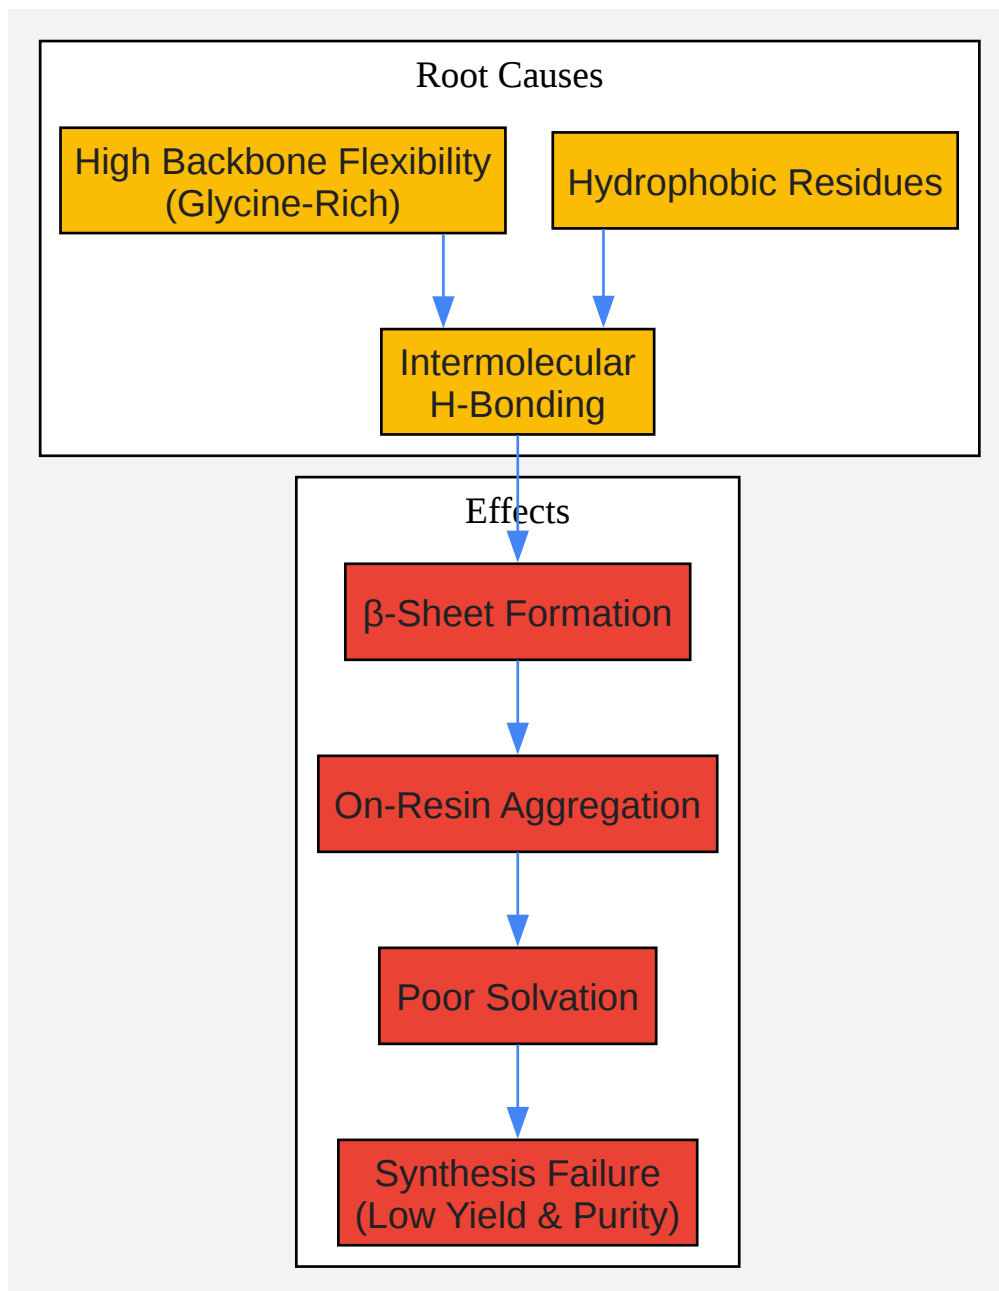 Root Causes
High Backbone Flexibility
(Glycine-Rich)
Hydrophobic Residues
Intermolecular
H-Bonding
Effects
β-Sheet Formation
On-Resin Aggregation
Poor Solvation
Synthesis Failure
(Low Yield & Purity)